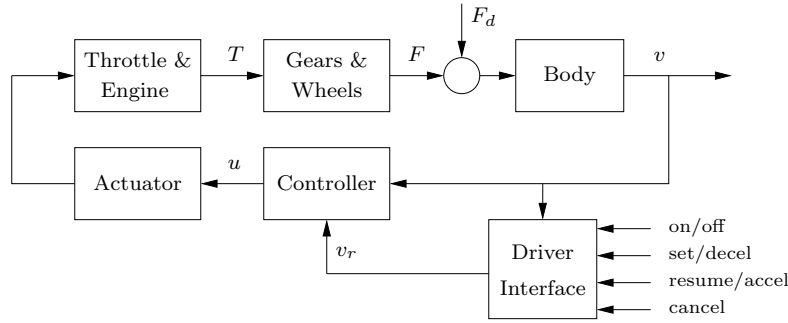 F_d
Throttle &
Engine
T
Gears &
Wheels
F
Body
v
Actuator
u
Controller
v_r
Driver
Interface
on/off
set/decel
resume/accel
cancel